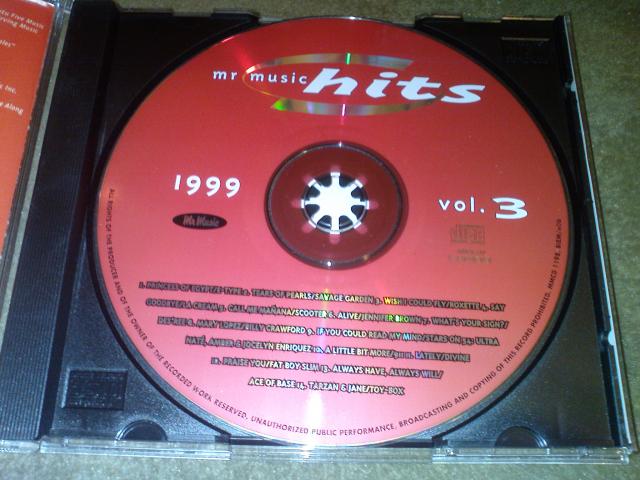 mr music hits
1999
vol. 3
Mr Music
1. PRINCESS OF EGYPT/E-TYPE 2. TEARS OF PEARLS/SAVAGE GARDEN 3. WISH I COULD FLY/ROXETTE 4. SAY
GOODBYE/LA CREAM 5. CALL ME MAÑANA/SCOOTER 6. ALIVE/JENNIFER BROWN 7. WHAT'S YOUR SIGN?/
DES'REE 8. MARY LOPEZ/BILLY CRAWFORD 9. IF YOU COULD READ MY MIND/STARS ON 54: ULTRA
NATÉ, AMBER & JOCELYN ENRIQUEZ 10. A LITTLE BIT MORE/911 11. LATELY/DIVINE
12. PRAISE YOU/FAT BOY SLIM 13. ALWAYS HAVE, ALWAYS WILL/
ACE OF BASE 14. TARZAN & JANE/TOY-BOX
ALL RIGHTS OF THE PRODUCER AND OF THE OWNER OF THE RECORDED WORK RESERVED. UNAUTHORIZED PUBLIC PERFORMANCE, BROADCASTING AND COPYING OF THIS RECORD PROHIBITED. MMCD